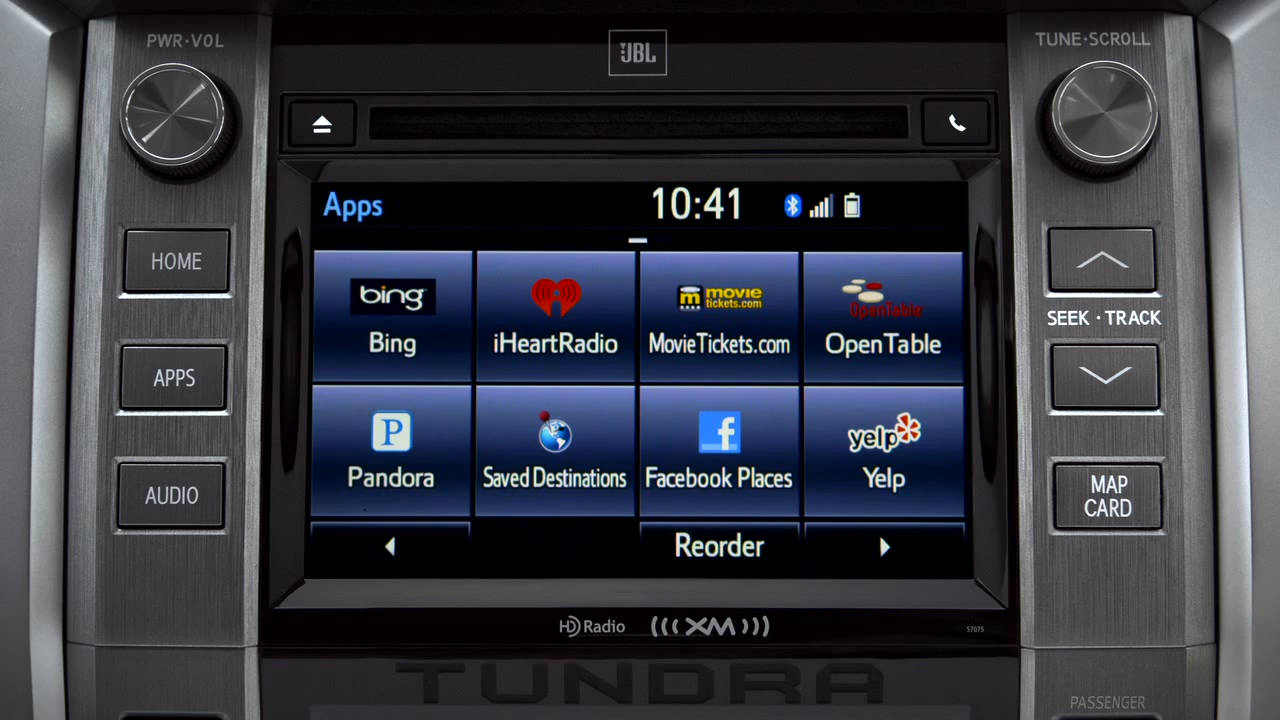 PWR·VOL
JBL
TUNE·SCROLL
Apps
10:41
HOME
APPS
AUDIO
bing
Bing
iHeartRadio
m movie
tickets.com
MovieTickets.com
OpenTable
OpenTable
P
Pandora
Saved Destinations
f
Facebook Places
yelp
Yelp
Reorder
SEEK · TRACK
MAP
CARD
HD Radio
((( XM )))
57075
TUNDRA
PASSENGER